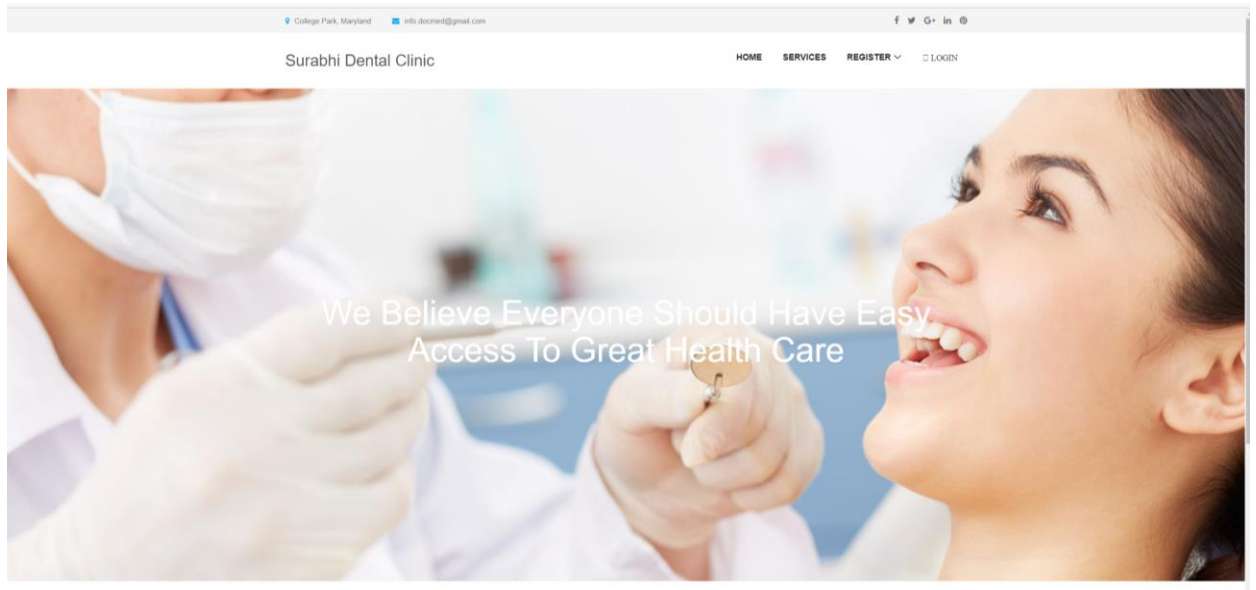 College Park, Maryland info.docmed@gmail.com
Surabhi Dental Clinic
HOME SERVICES REGISTER LOGIN
We Believe Everyone Should Have Easy
Access To Great Health Care